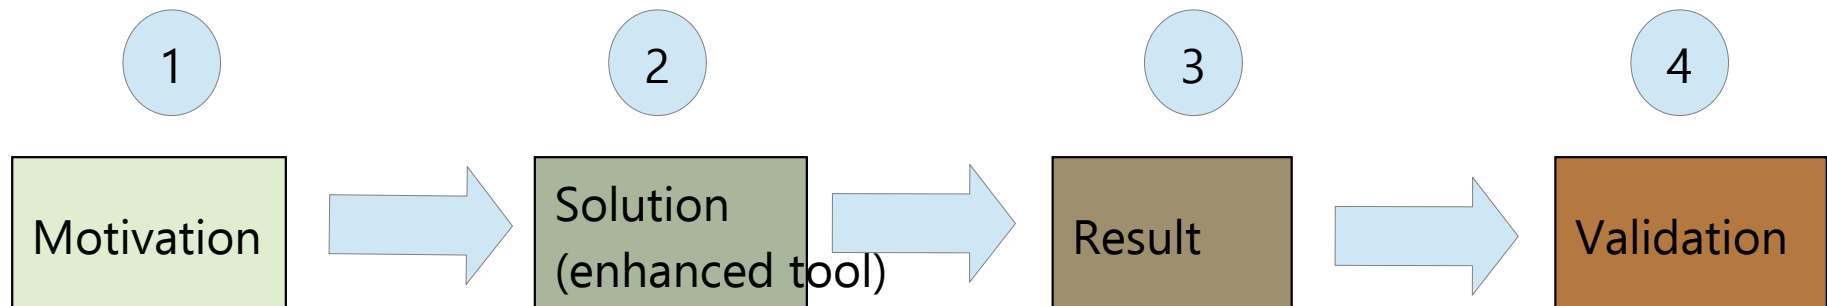 1
2
3
4
Motivation
Solution
(enhanced tool)
Result
Validation